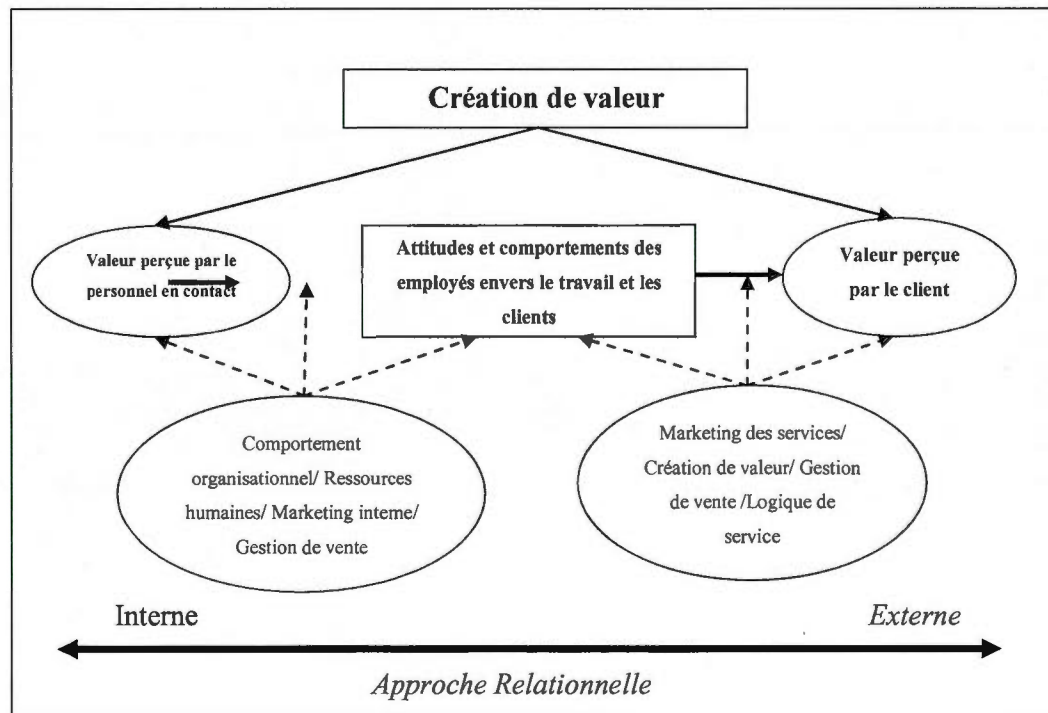 Création de valeur
Valeur perçue par le
personnel en contact
Attitudes et comportements des
employés envers le travail et les
clients
Valeur perçue
par le client
Comportement
organisationnel/ Ressources
humaines/ Marketing interne/
Gestion de vente
Marketing des services/
Création de valeur/ Gestion
de vente /Logique de
service
Interne
Externe
Approche Relationnelle